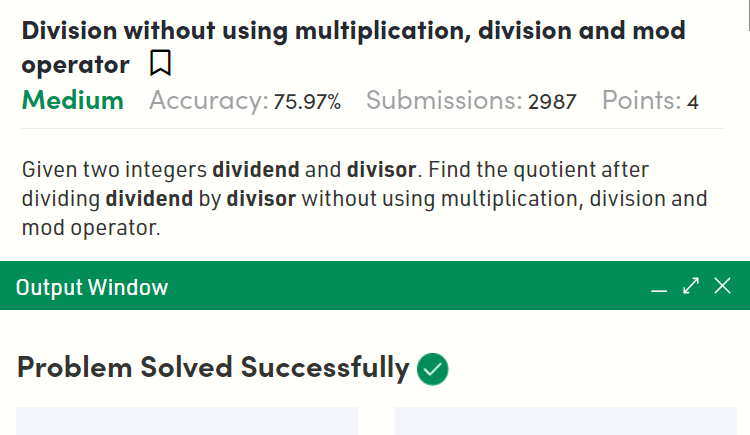 Division without using multiplication, division and mod
operator
Medium Accuracy: 75.97% Submissions: 2987 Points: 4
Given two integers dividend and divisor. Find the quotient after
dividing dividend by divisor without using multiplication, division and
mod operator.
Output Window
Problem Solved Successfully